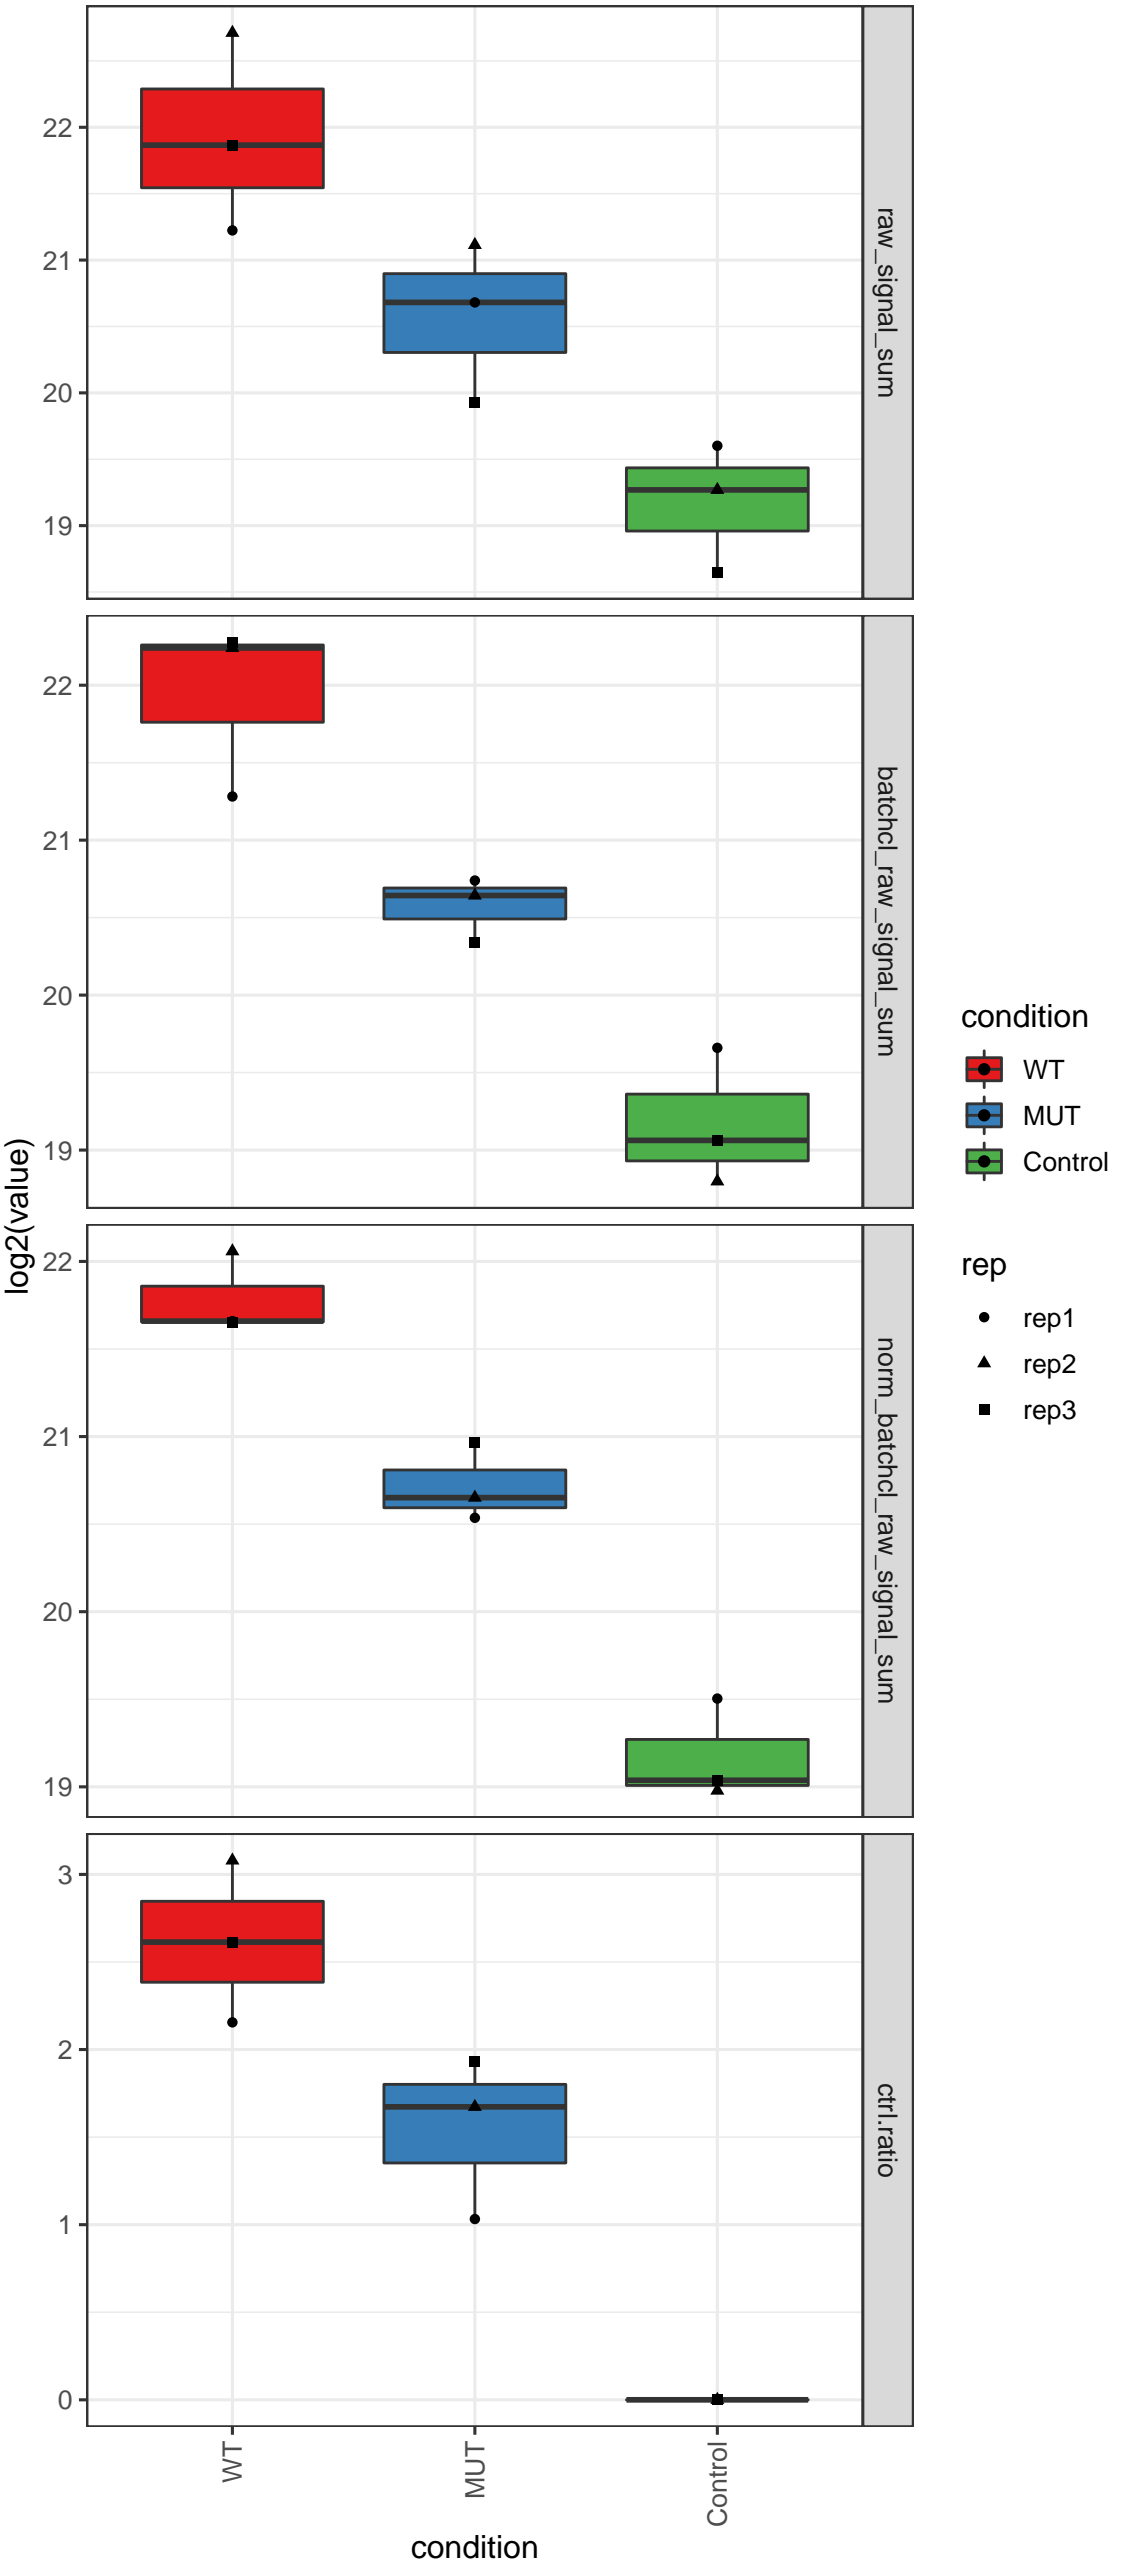 log2(value)
22
21
20
19
raw_signal_sum
22
21
20
19
batchcl_raw_signal_sum
22
21
20
19
norm_batchcl_raw_signal_sum
3
2
1
0
ctrl.ratio
WT
MUT
Control
condition
condition
WT
MUT
Control
rep
rep1
rep2
rep3